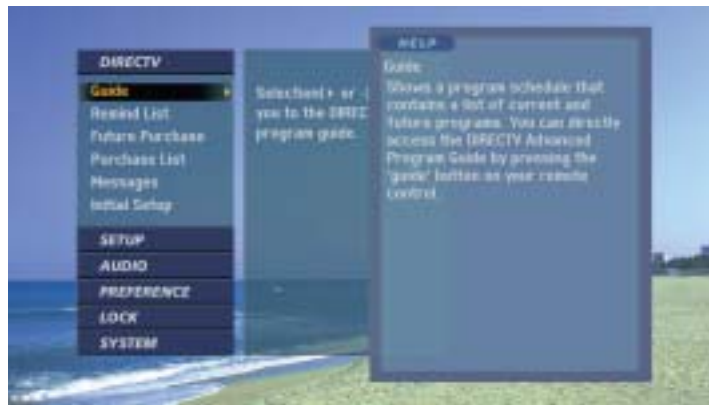 DIRECTV
Guide
Remind List
Future Purchase
Purchase List
Messages
Initial Setup
SETUP
AUDIO
PREFERENCE
LOCK
SYSTEM
or
you to the
program guide.
HELP
Guide
Shows a program schedule that
contains a list of current and
future programs. You can directly
access the DIRECTV Advanced
Program Guide by pressing the
'guide' button on your remote
control